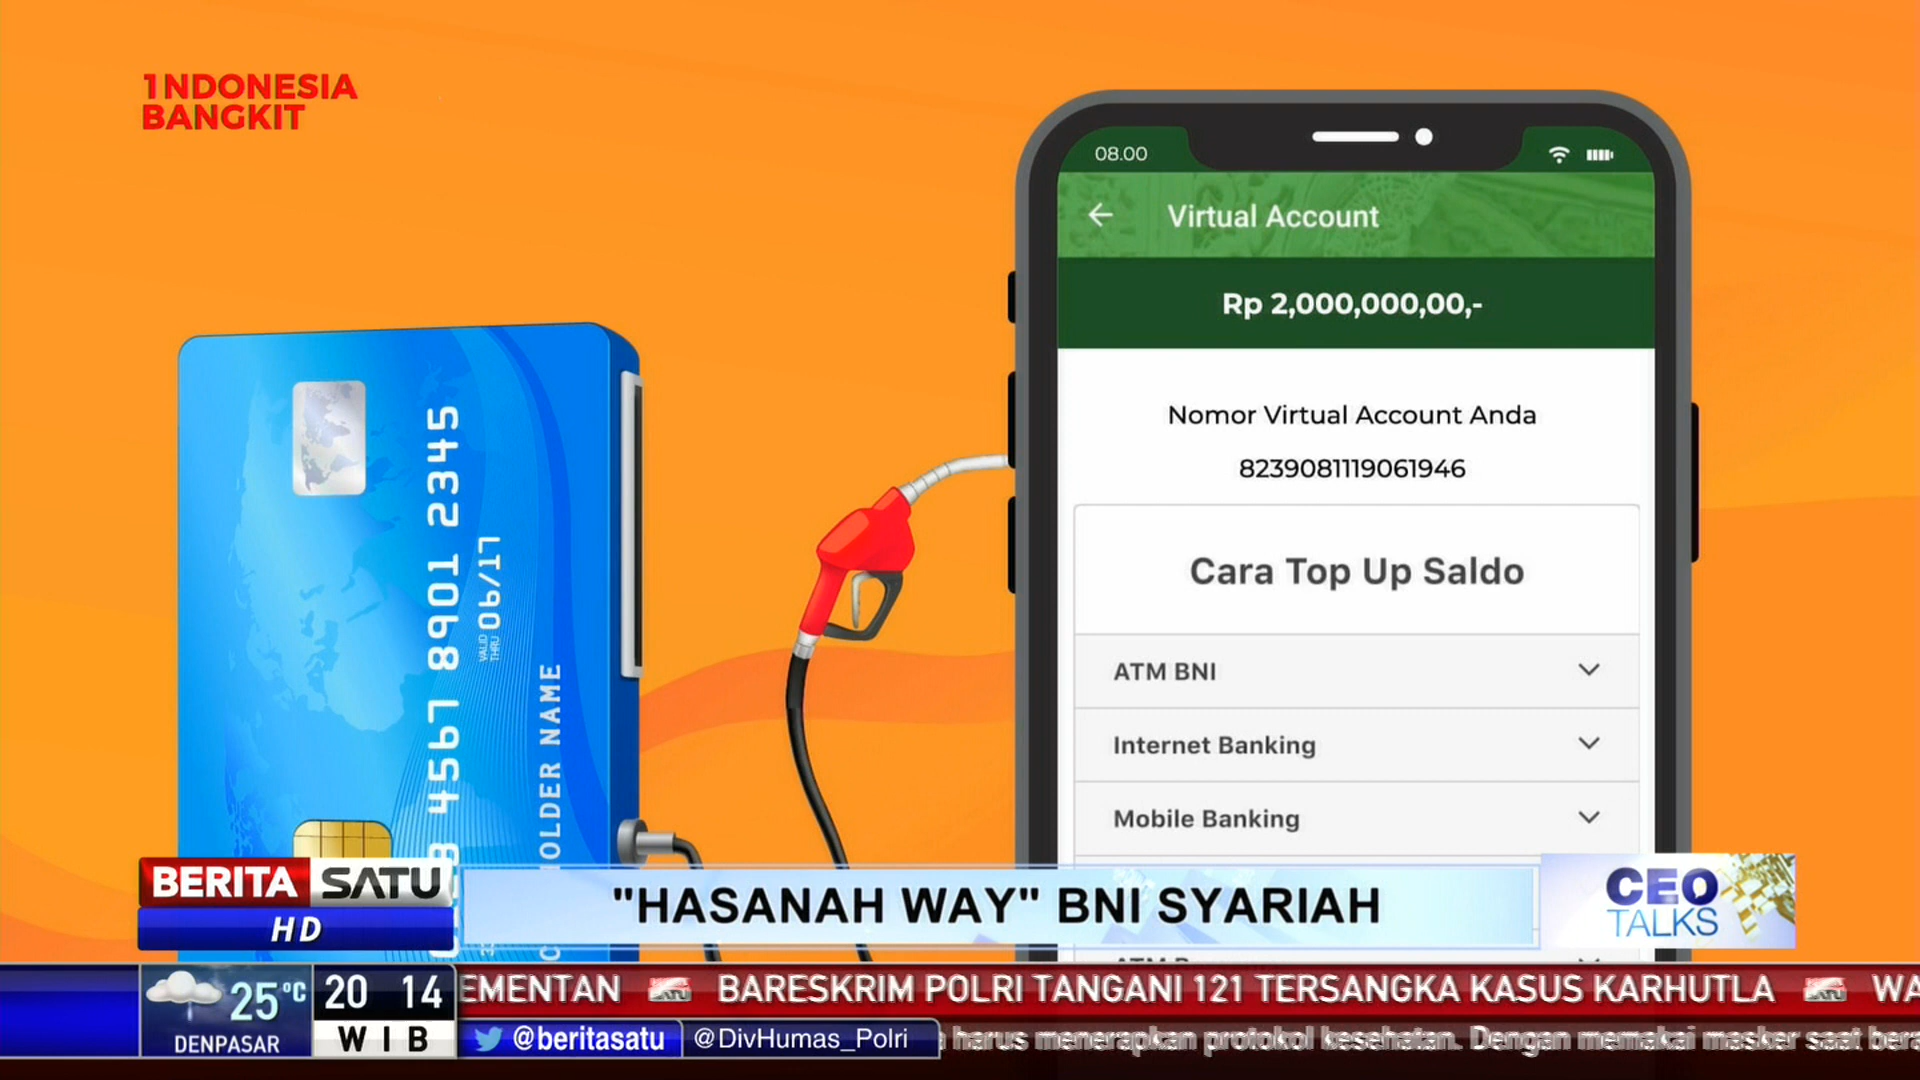 1NDONESIA
BANGKIT
08.00
Virtual Account
Rp 2,000,000,00,-
Nomor Virtual Account Anda
8239081119061946
Cara Top Up Saldo
ATM BNI
Internet Banking
Mobile Banking
4567 8901 2345
VALID
THRU
06/17
OLDER NAME
BERITA SATU
HD
"HASANAH WAY" BNI SYARIAH
CEO
TALKS
25°C
DENPASAR
20 14
WIB
EMENTAN BARESKRIM POLRI TANGANI 121 TERSANGKA KASUS KARHUTLA WA
@beritasatu
@DivHumas_Polri
harus menerapkan protokol kesehatan. Dengan memakai masker saat bera